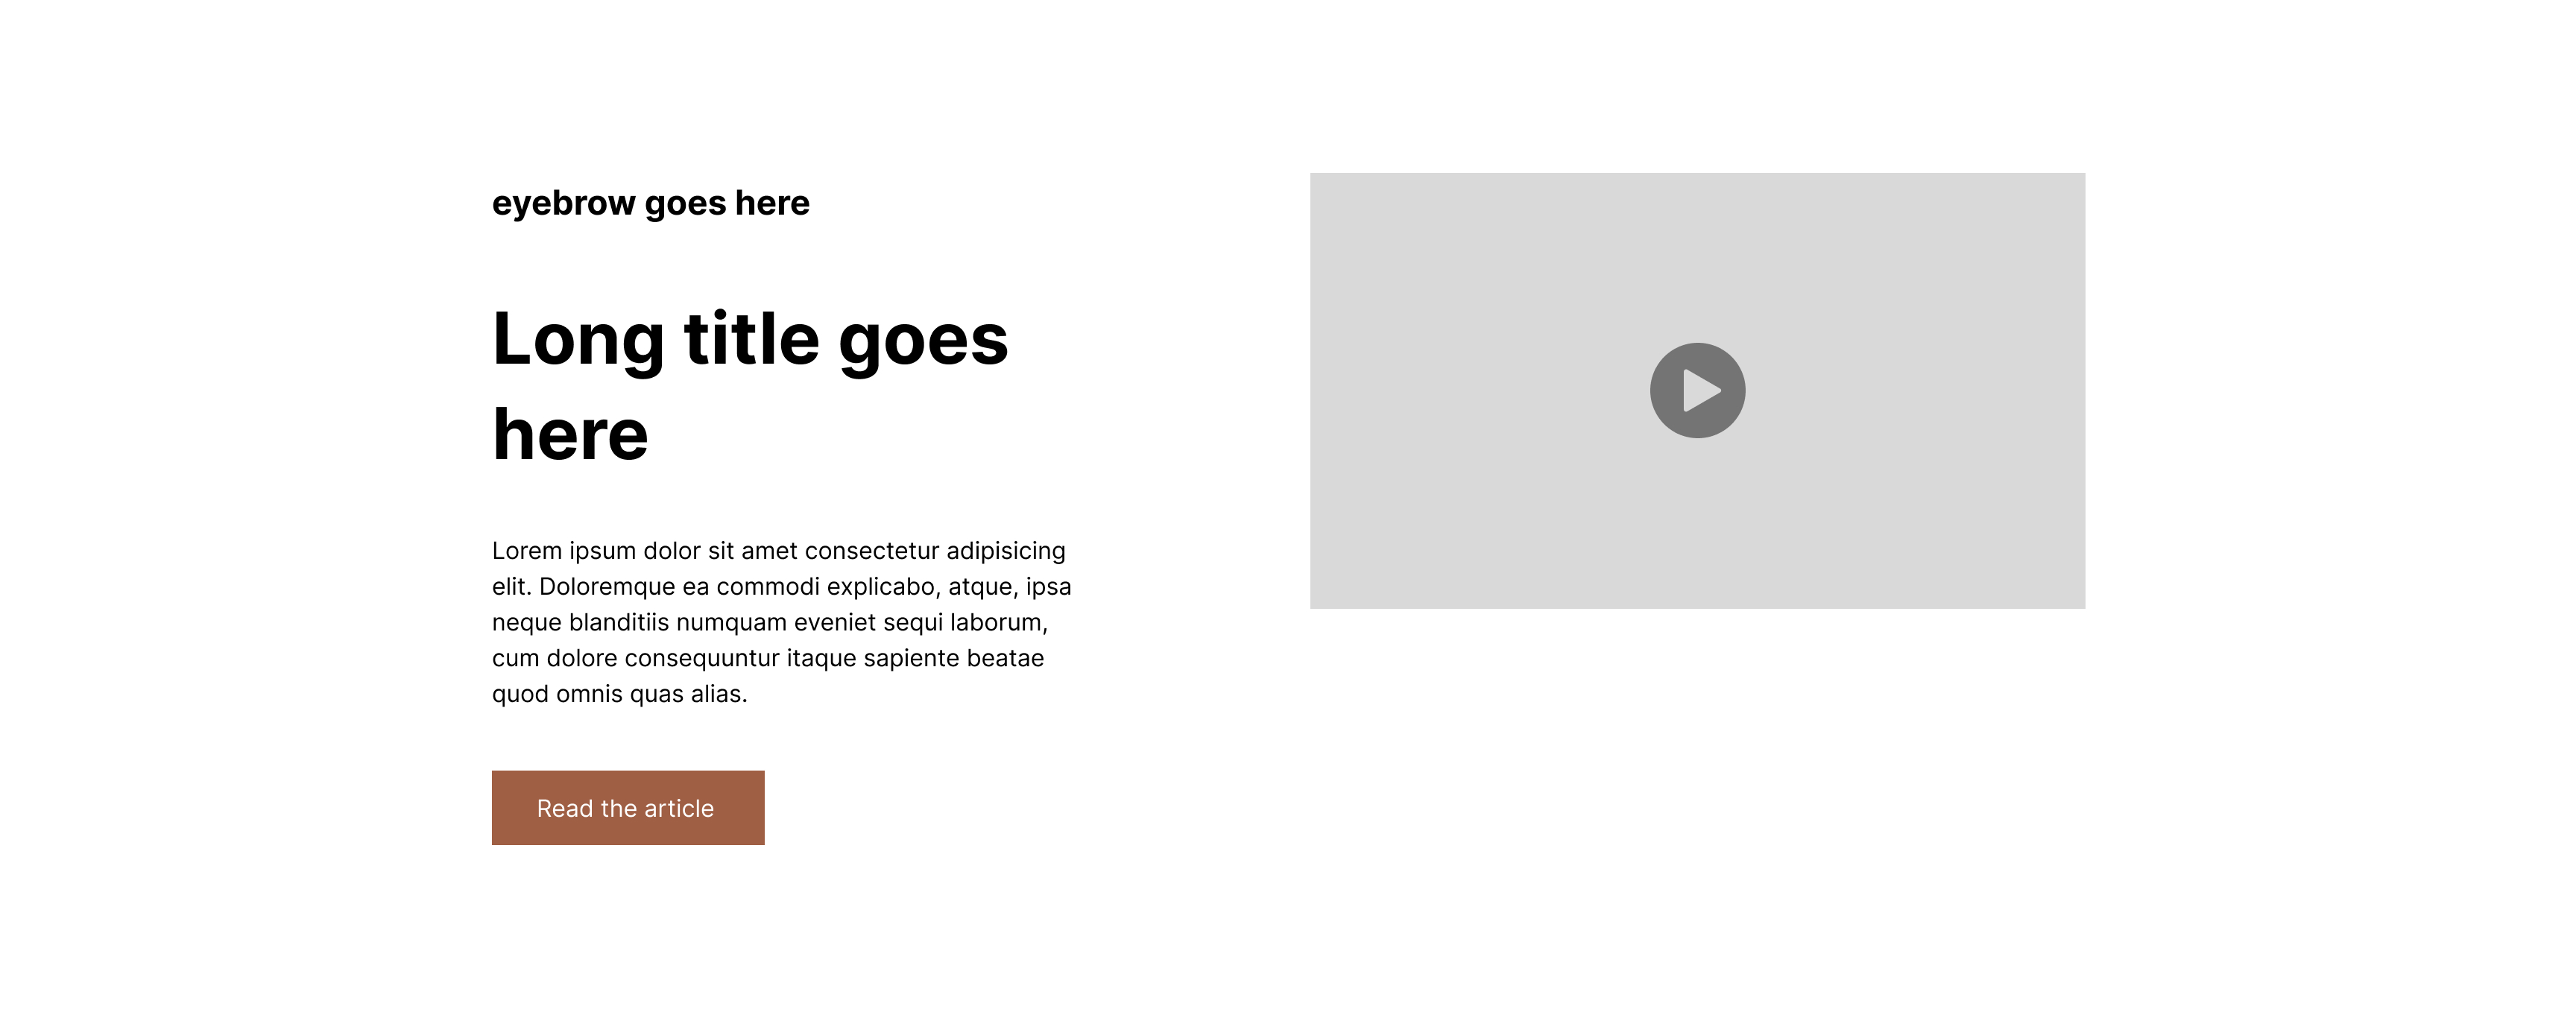 eyebrow goes here
Long title goes
here
Lorem ipsum dolor sit amet consectetur adipisicing
elit. Doloremque ea commodi explicabo, atque, ipsa
neque blanditiis numquam eveniet sequi laborum,
cum dolore consequuntur itaque sapiente beatae
quod omnis quas alias.
Read the article